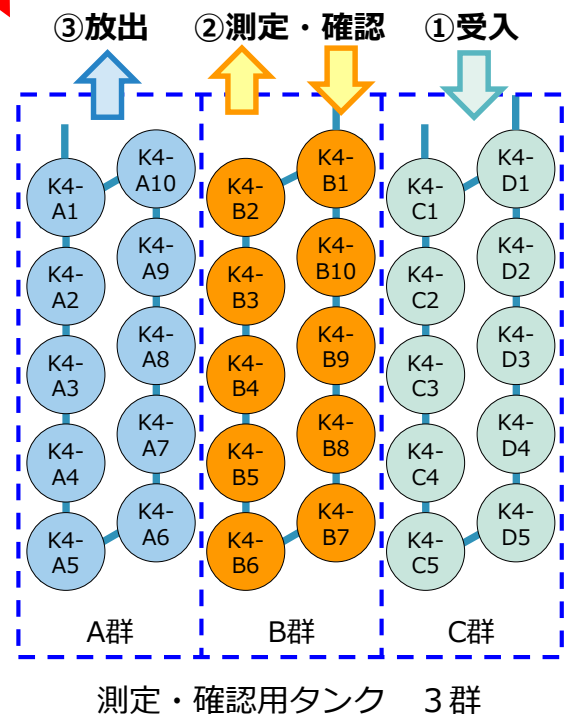 ③放出 ②測定・確認 ①受入
K4-
A1
K4-
A2
K4-
A3
K4-
A4
K4-
A5
K4-
A10
K4-
A9
K4-
A8
K4-
A7
K4-
A6
K4-
B2
K4-
B3
K4-
B4
K4-
B5
K4-
B6
K4-
B1
K4-
B10
K4-
B9
K4-
B8
K4-
B7
K4-
C1
K4-
C2
K4-
C3
K4-
C4
K4-
C5
K4-
D1
K4-
D2
K4-
D3
K4-
D4
K4-
D5
A群 B群 C群
測定・確認用タンク ３群